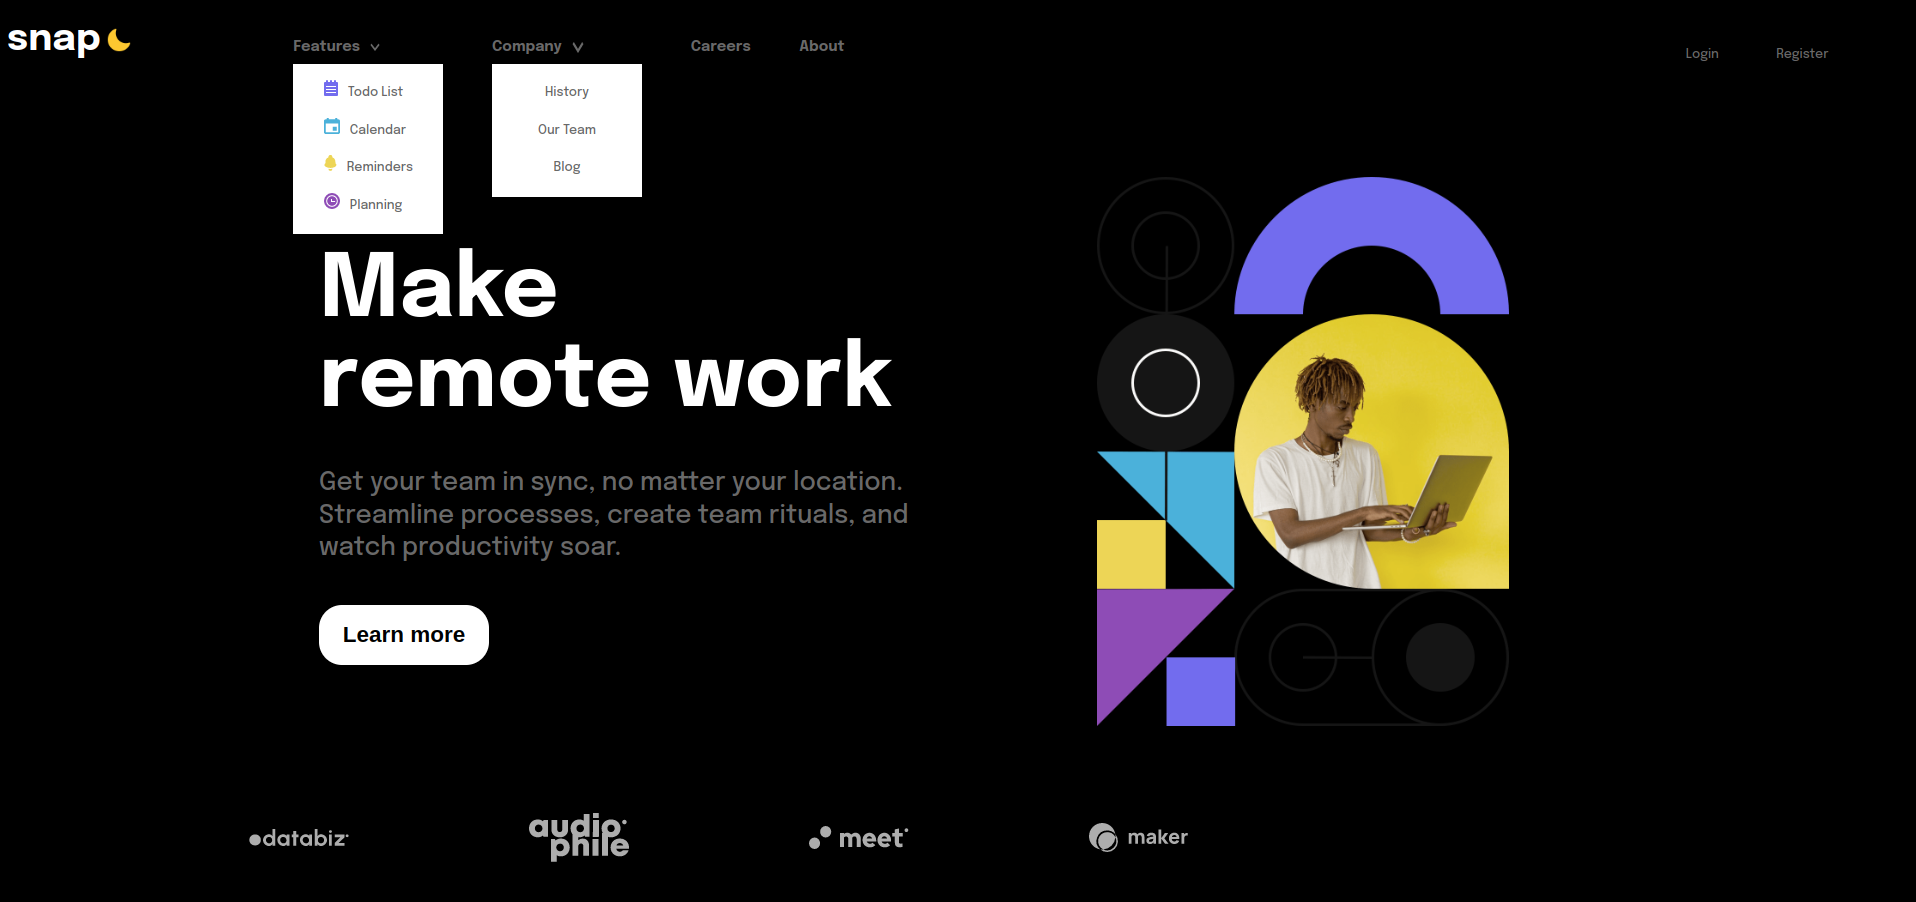 snap
Features
Company
Careers
About
Login
Register
Todo List
Calendar
Reminders
Planning
History
Our Team
Blog
Make
remote work
Get your team in sync, no matter your location.
Streamline processes, create team rituals, and
watch productivity soar.
Learn more
databiz
audio
phile
meet
maker